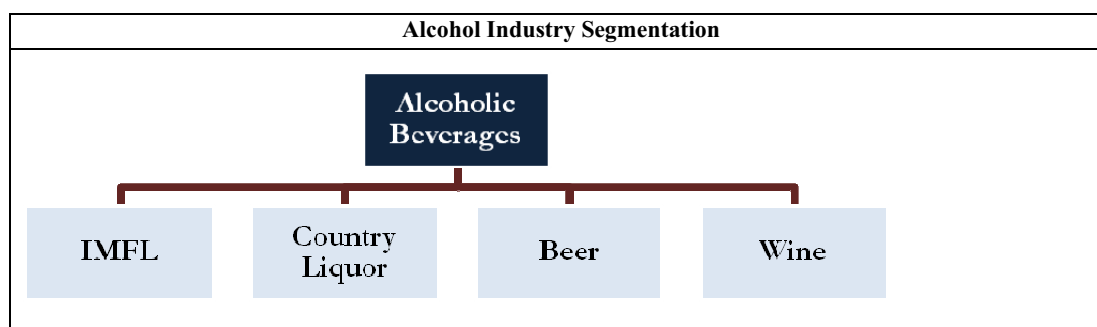 Alcohol Industry Segmentation
Alcoholic
Beverages
IMFL
Country
Liquor
Beer
Wine